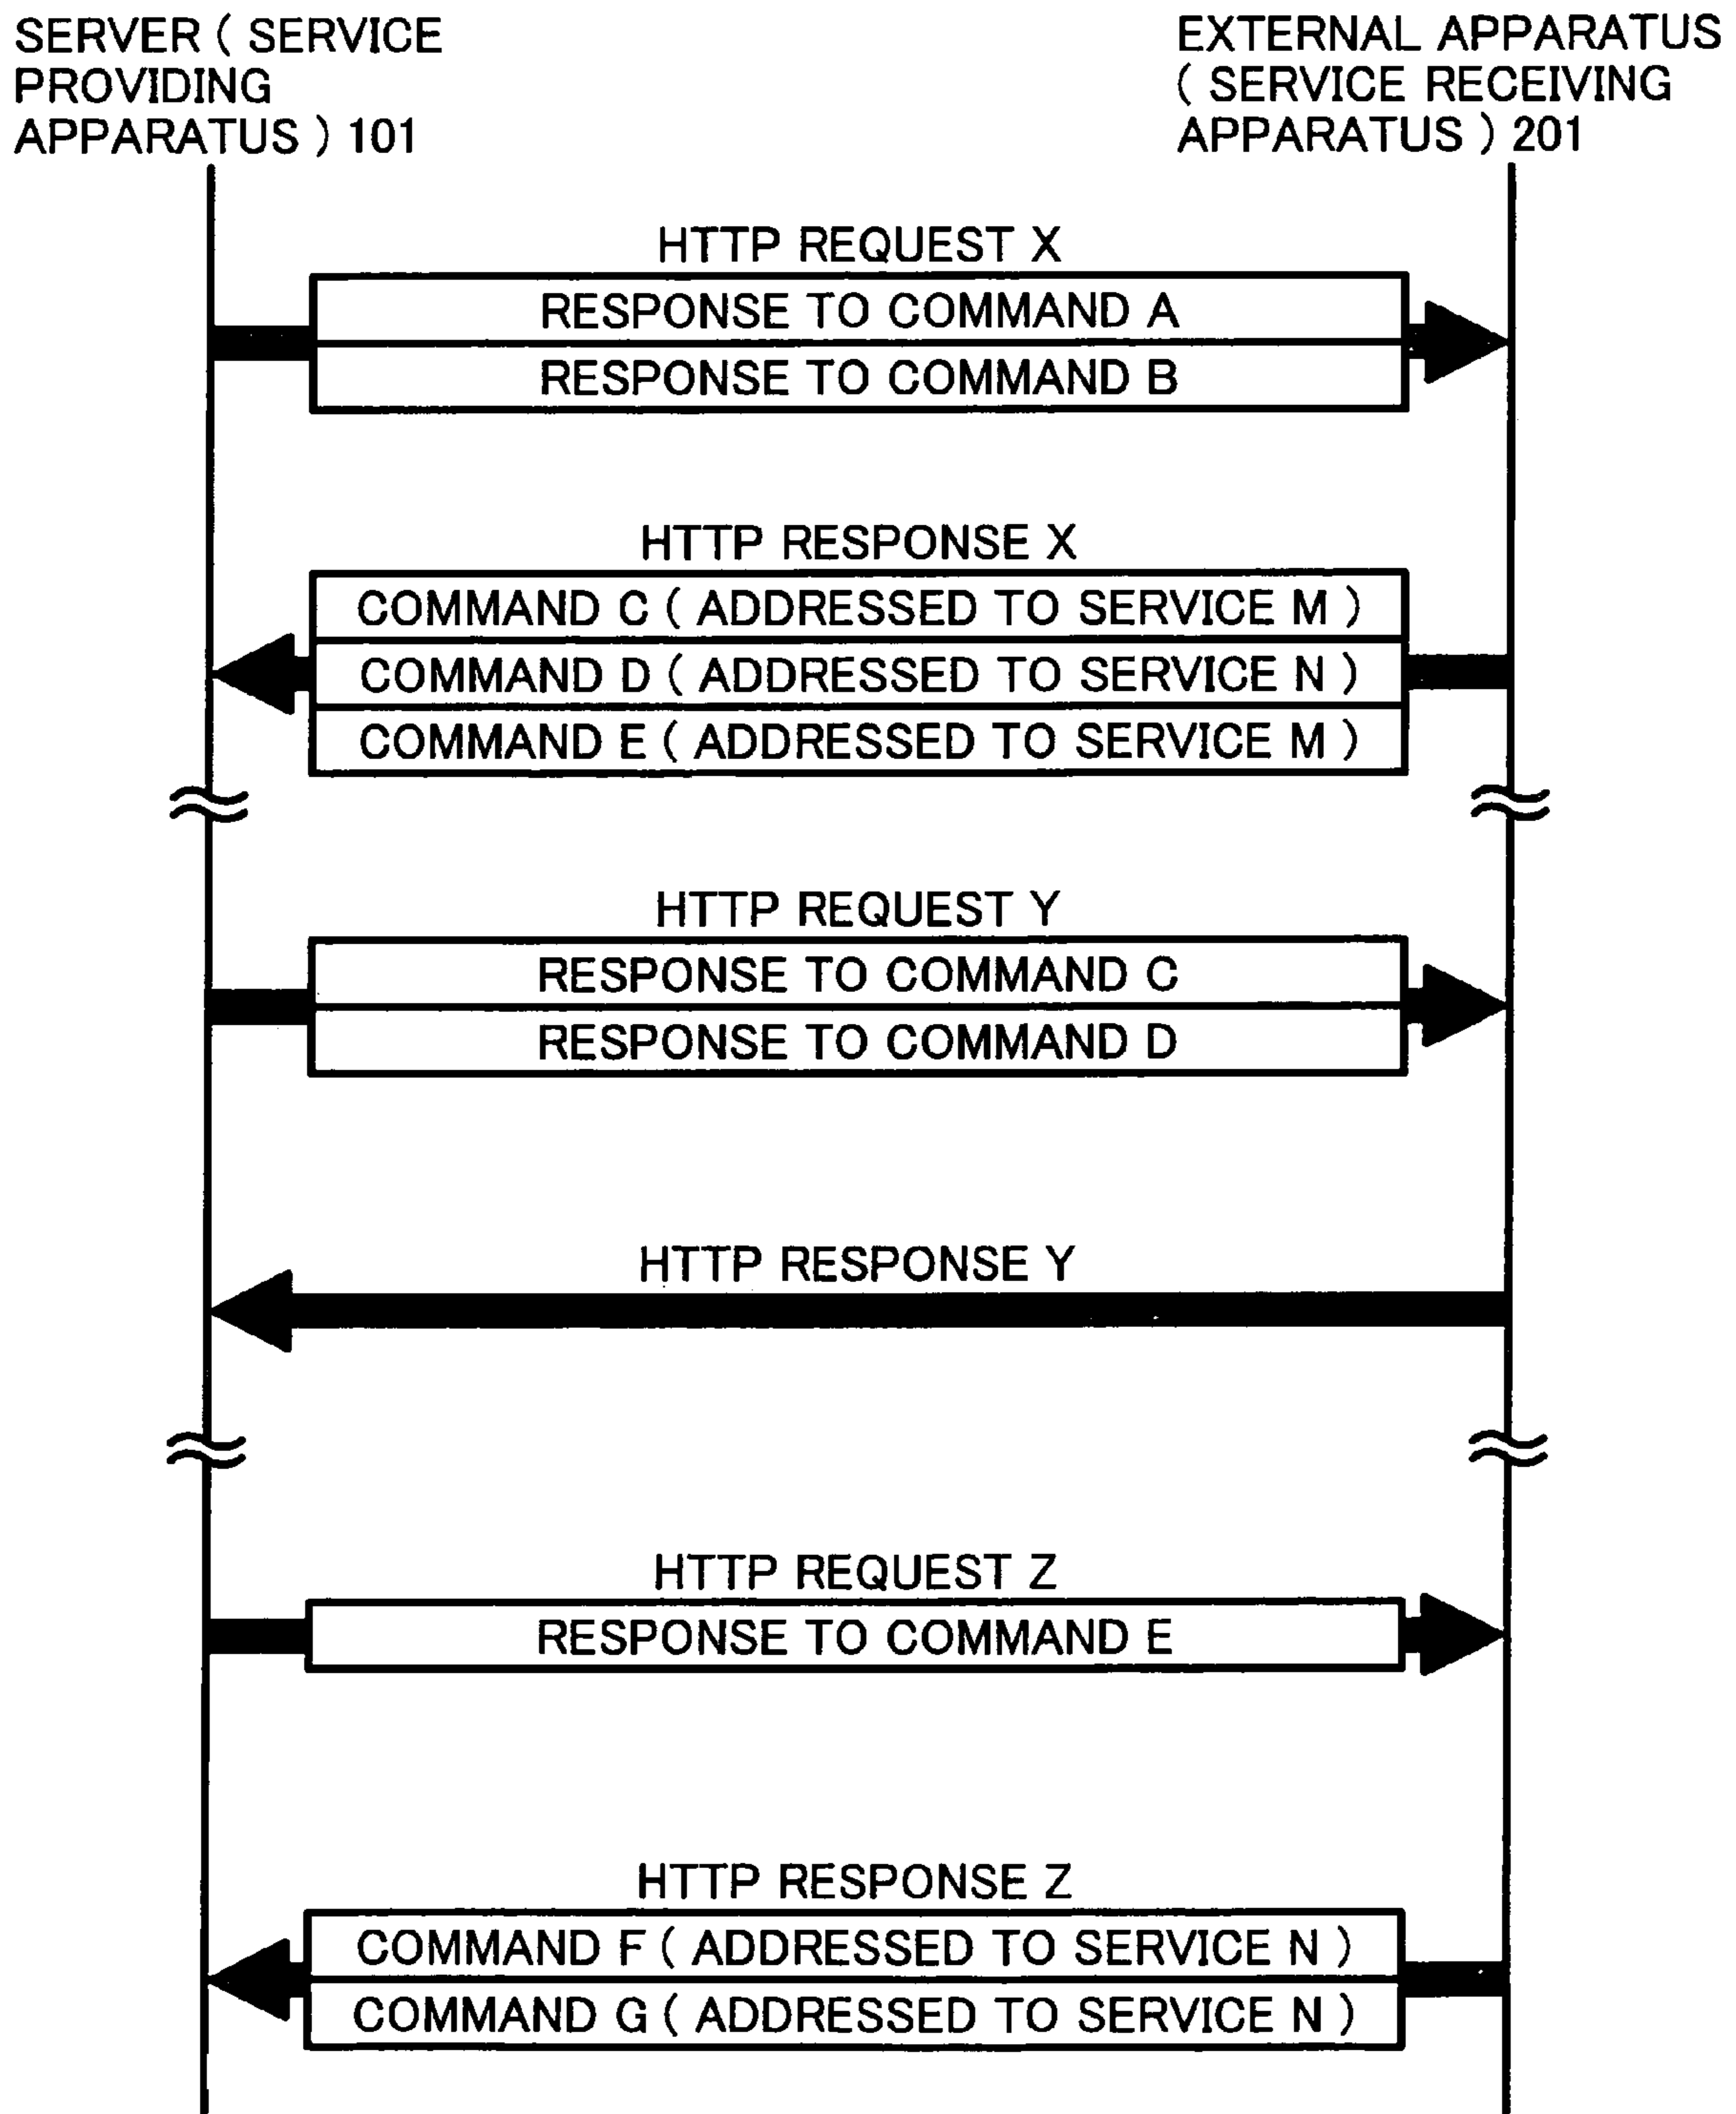 SERVER ( SERVICE
PROVIDING
APPARATUS ) 101
EXTERNAL APPARATUS
( SERVICE RECEIVING
APPARATUS ) 201
HTTP REQUEST X
RESPONSE TO COMMAND A
RESPONSE TO COMMAND B
HTTP RESPONSE X
COMMAND C ( ADDRESSED TO SERVICE M )
COMMAND D ( ADDRESSED TO SERVICE N )
COMMAND E ( ADDRESSED TO SERVICE M )
HTTP REQUEST Y
RESPONSE TO COMMAND C
RESPONSE TO COMMAND D
HTTP RESPONSE Y
HTTP REQUEST Z
RESPONSE TO COMMAND E
HTTP RESPONSE Z
COMMAND F ( ADDRESSED TO SERVICE N )
COMMAND G ( ADDRESSED TO SERVICE N )